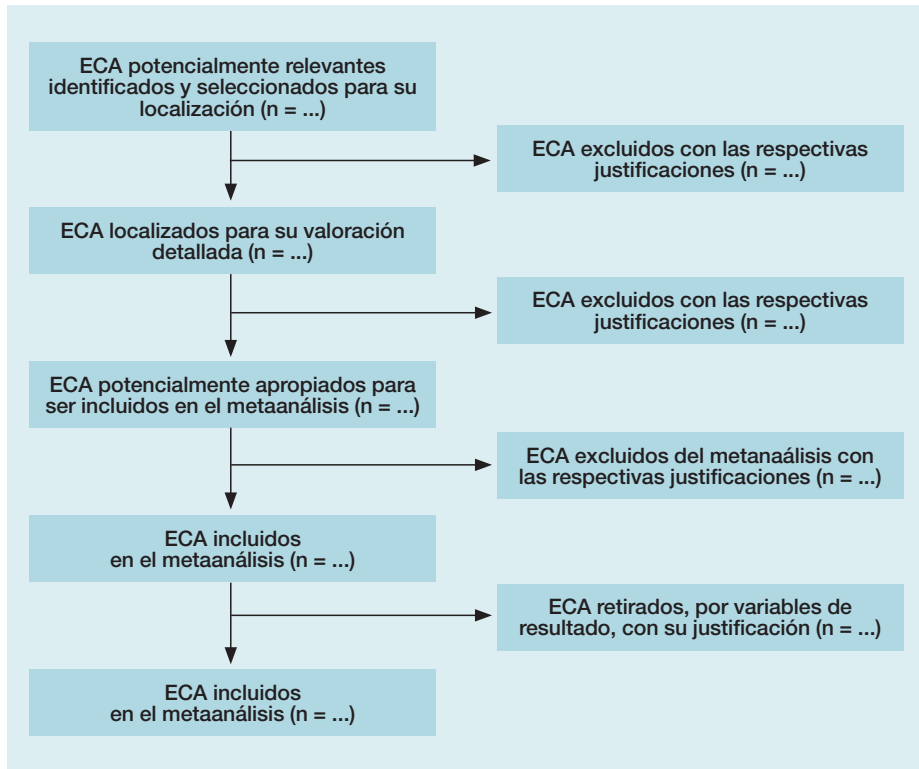 ECA potencialmente relevantes
identificados y seleccionados para su
localización (n = ...)
ECA excluidos con las respectivas
justificaciones (n = ...)
ECA localizados para su valoración
detallada (n = ...)
ECA excluidos con las respectivas
justificaciones (n = ...)
ECA potencialmente apropiados para
ser incluidos en el metaanálisis (n = ...)
ECA excluidos del metanaálisis con
las respectivas justificaciones (n = ...)
ECA incluidos
en el metaanálisis (n = ...)
ECA retirados, por variables de
resultado, con su justificación (n = ...)
ECA incluidos
en el metaanálisis (n = ...)